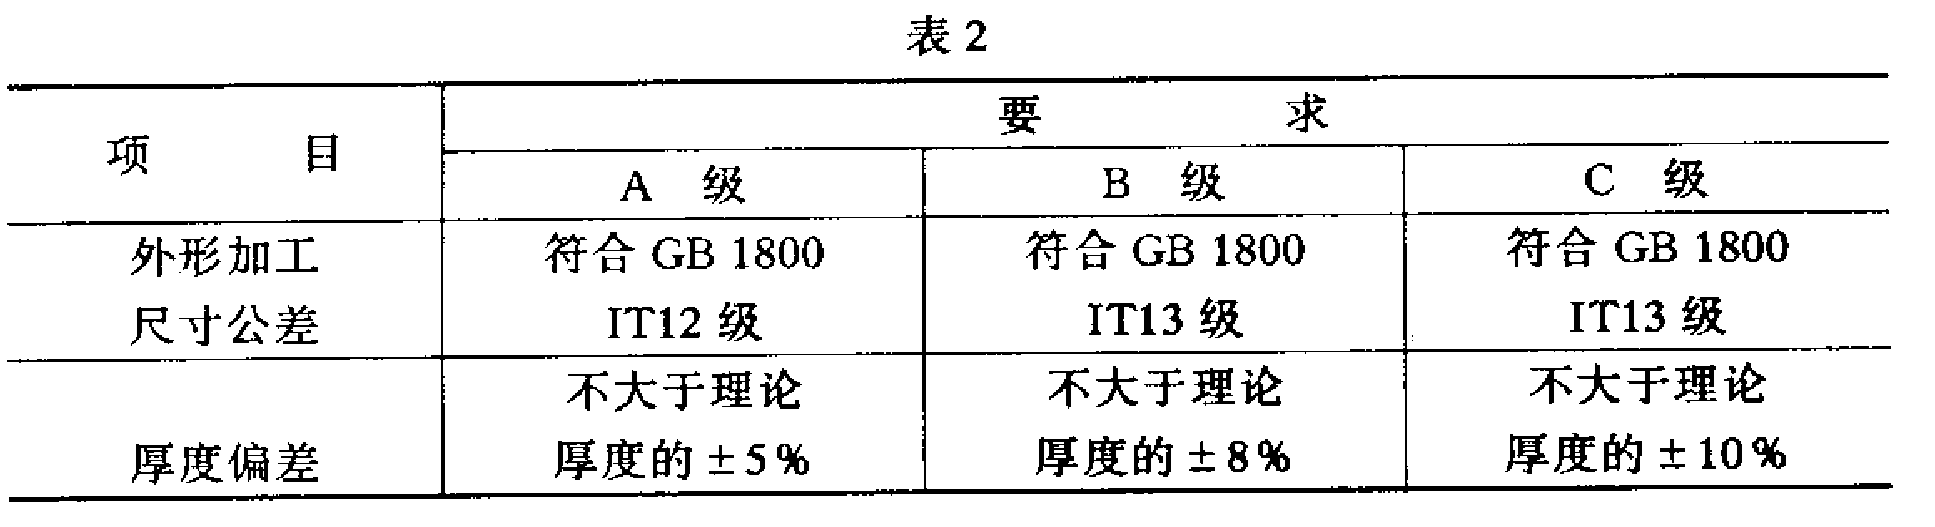 表 2
项 目
要 求
A 级
B 级
C 级
外形加工
尺寸公差
符合 GB 1800
IT12 级
符合 GB 1800
IT13 级
符合 GB 1800
IT13 级
厚度偏差
不大于理论
厚度的 ±5%
不大于理论
厚度的 ±8%
不大于理论
厚度的 ±10%